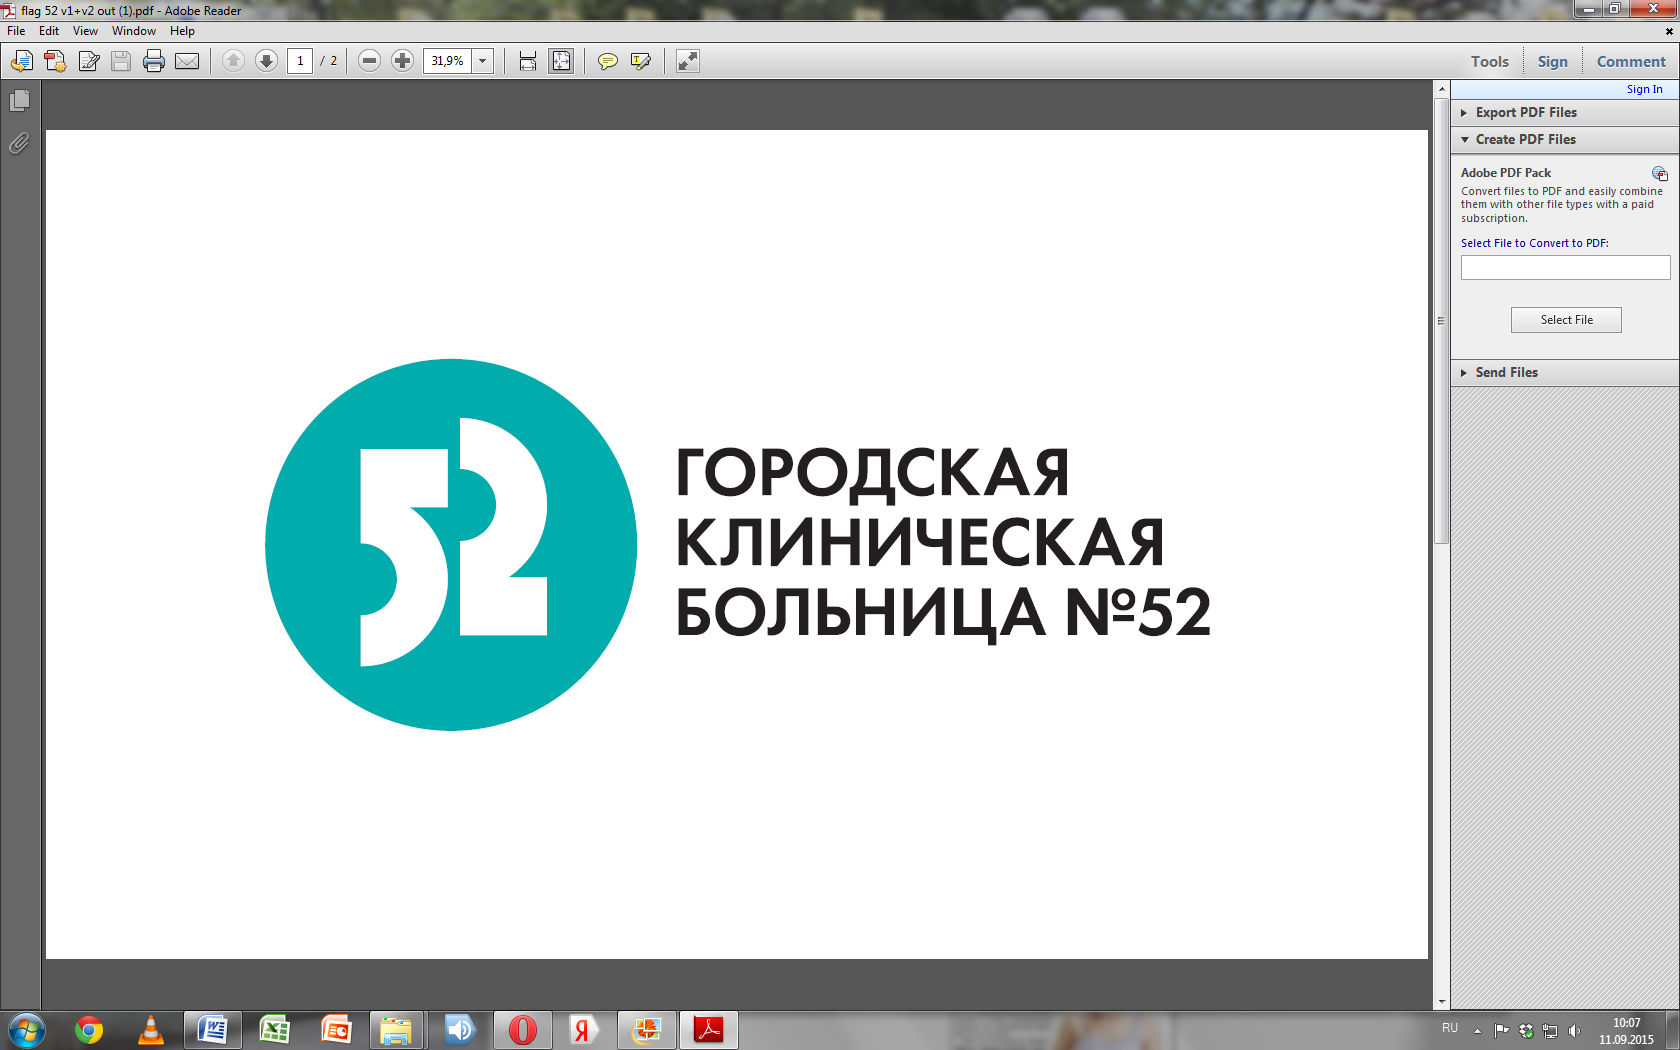 flag 52 v1+v2 out (1).pdf - Adobe Reader
File Edit View Window Help
1 / 2 31,9% Tools Sign Comment
Sign In
Export PDF Files
Create PDF Files
Adobe PDF Pack
Convert files to PDF and easily combine
them with other file types with a paid
subscription.
Select File to Convert to PDF:
Select File
Send Files
52
ГОРОДСКАЯ
КЛИНИЧЕСКАЯ
БОЛЬНИЦА №52
RU
10:07
11.09.2015